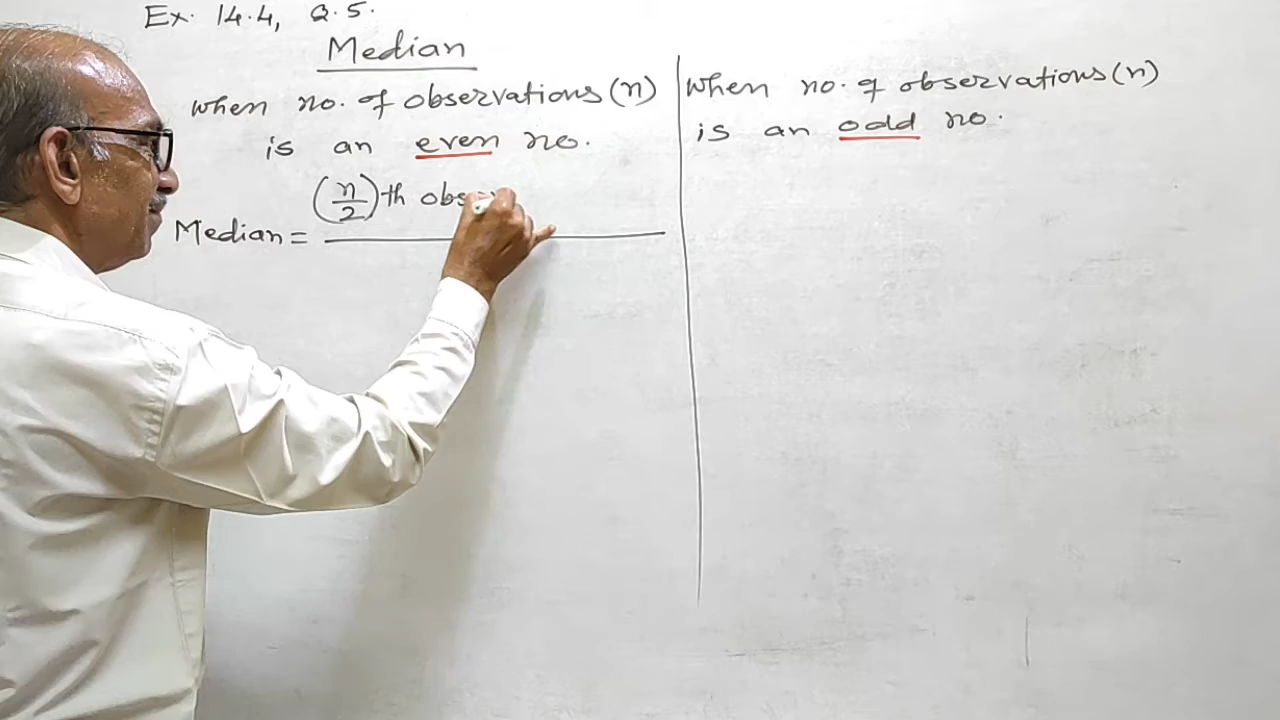 Ex. 14.4, Q.5.
Median
when no. of observations (n)
is an even no.
Median = (n/2)th obs
when no. of observations (n)
is an odd no.